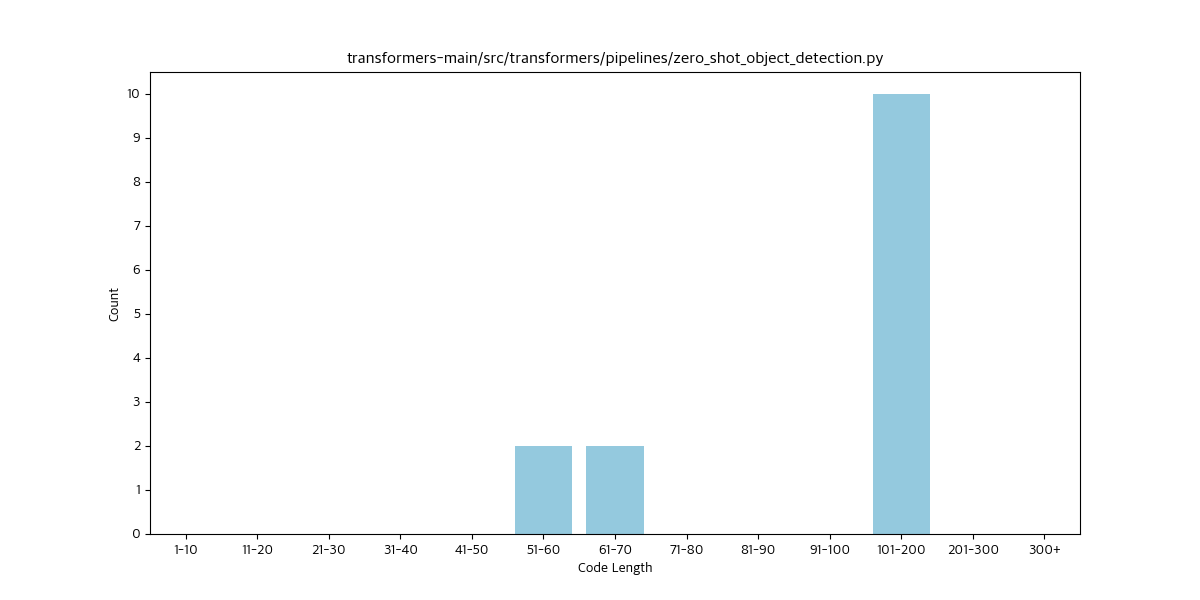 transformers-main/src/transformers/pipelines/zero_shot_object_detection.py
10
9
8
7
6
5
4
3
2
1
0
Count
1-10 11-20 21-30 31-40 41-50 51-60 61-70 71-80 81-90 91-100 101-200 201-300 300+
Code Length